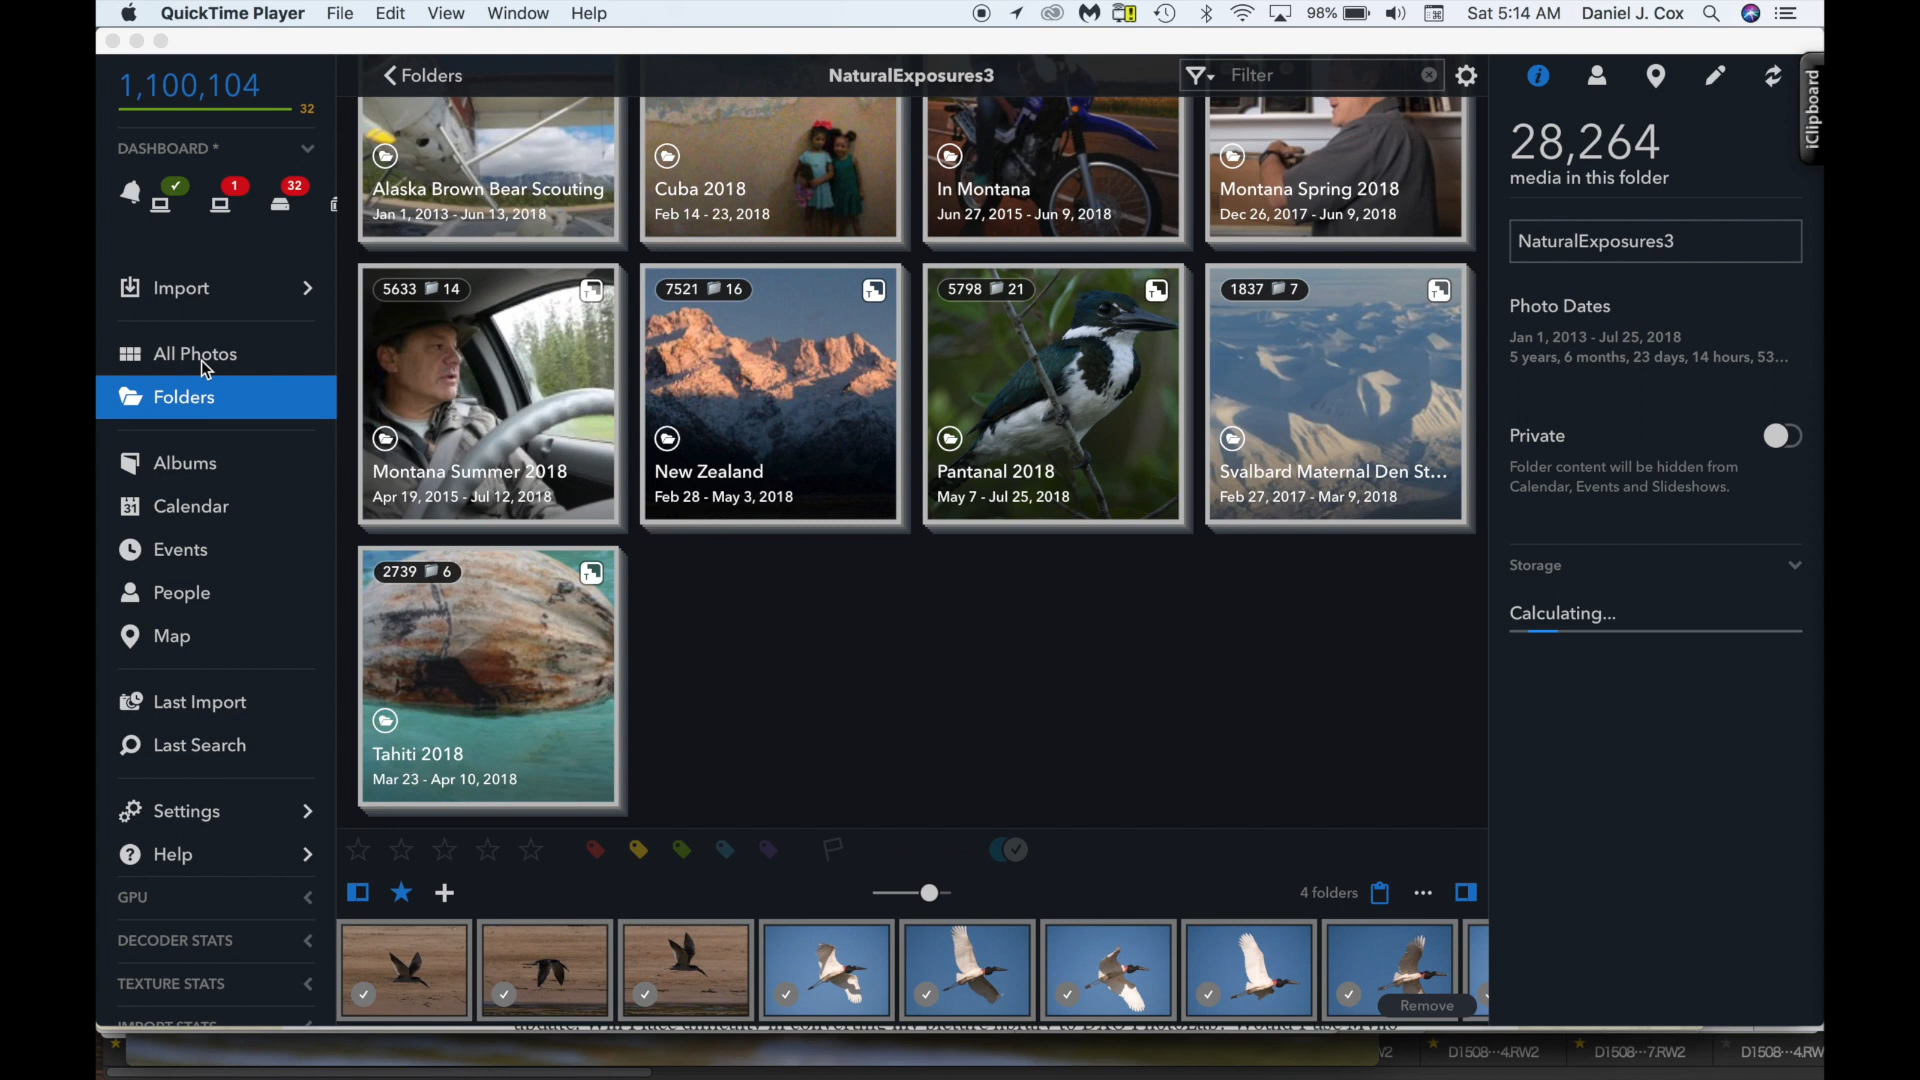 QuickTime Player File Edit View Window Help 98% Sat 5:14 AM Daniel J. Cox
1,100,104
32
DASHBOARD *
1 32
Import
All Photos
Folders
Albums
31 Calendar
Events
People
Map
Last Import
Last Search
Settings
Help
GPU
DECODER STATS
TEXTURE STATS
IMPORT STATS
Folders NaturalExposures3 Filter
Alaska Brown Bear Scouting
Jan 1, 2013 - Jun 13, 2018
Cuba 2018
Feb 14 - 23, 2018
In Montana
Jun 27, 2015 - Jun 9, 2018
Montana Spring 2018
Dec 26, 2017 - Jun 9, 2018
5633 14
Montana Summer 2018
Apr 19, 2015 - Jul 12, 2018
7521 16
New Zealand
Feb 28 - May 3, 2018
5798 21
Pantanal 2018
May 7 - Jul 25, 2018
1837 7
Svalbard Maternal Den St...
Feb 27, 2017 - Mar 9, 2018
2739 6
Tahiti 2018
Mar 23 - Apr 10, 2018
4 folders
Remove
iClipboard
28,264
media in this folder
NaturalExposures3
Photo Dates
Jan 1, 2013 - Jul 25, 2018
5 years, 6 months, 23 days, 14 hours, 53...
Private
Folder content will be hidden from
Calendar, Events and Slideshows.
Storage
Calculating...
D1508···4.RW2 D1508···7.RW2 D1508···4.RW